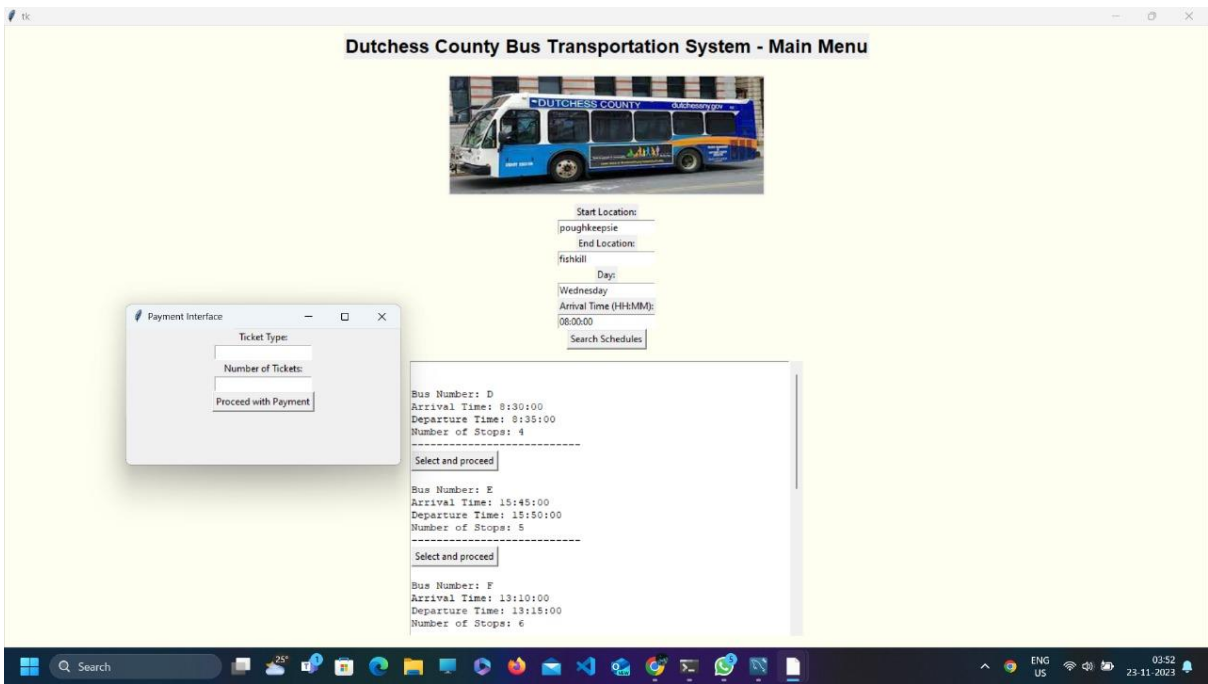 tk
Dutchess County Bus Transportation System - Main Menu
DUTCHESS COUNTY
dutchessny.gov
Start Location:
poughkeepsie
End Location:
fishkill
Day:
Wednesday
Arrival Time (HH:MM):
08:00:00
Search Schedules
Payment Interface
Ticket Type:
Number of Tickets:
Proceed with Payment
Bus Number: D
Arrival Time: 8:30:00
Departure Time: 8:35:00
Number of Stops: 4
----------------------------
Select and proceed
Bus Number: E
Arrival Time: 15:45:00
Departure Time: 15:50:00
Number of Stops: 5
----------------------------
Select and proceed
Bus Number: F
Arrival Time: 13:10:00
Departure Time: 13:15:00
Number of Stops: 6
Search
25°
ENG
US
03:52
23-11-2023